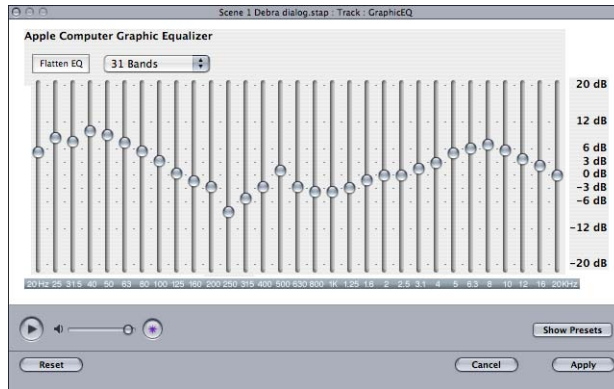 Scene 1 Debra dialog.stap : Track : GraphicEQ
Apple Computer Graphic Equalizer
Flatten EQ
31 Bands
20 dB
12 dB
6 dB
3 dB
0 dB
−3 dB
−6 dB
−12 dB
−20 dB
20 Hz 25 31.5 40 50 63 80 100 125 160 200 250 315 400 500 630 800 1K 1.25 1.6 2 2.5 3.1 4 5 6.3 8 10 12 16 20KHz
Show Presets
Reset
Cancel
Apply